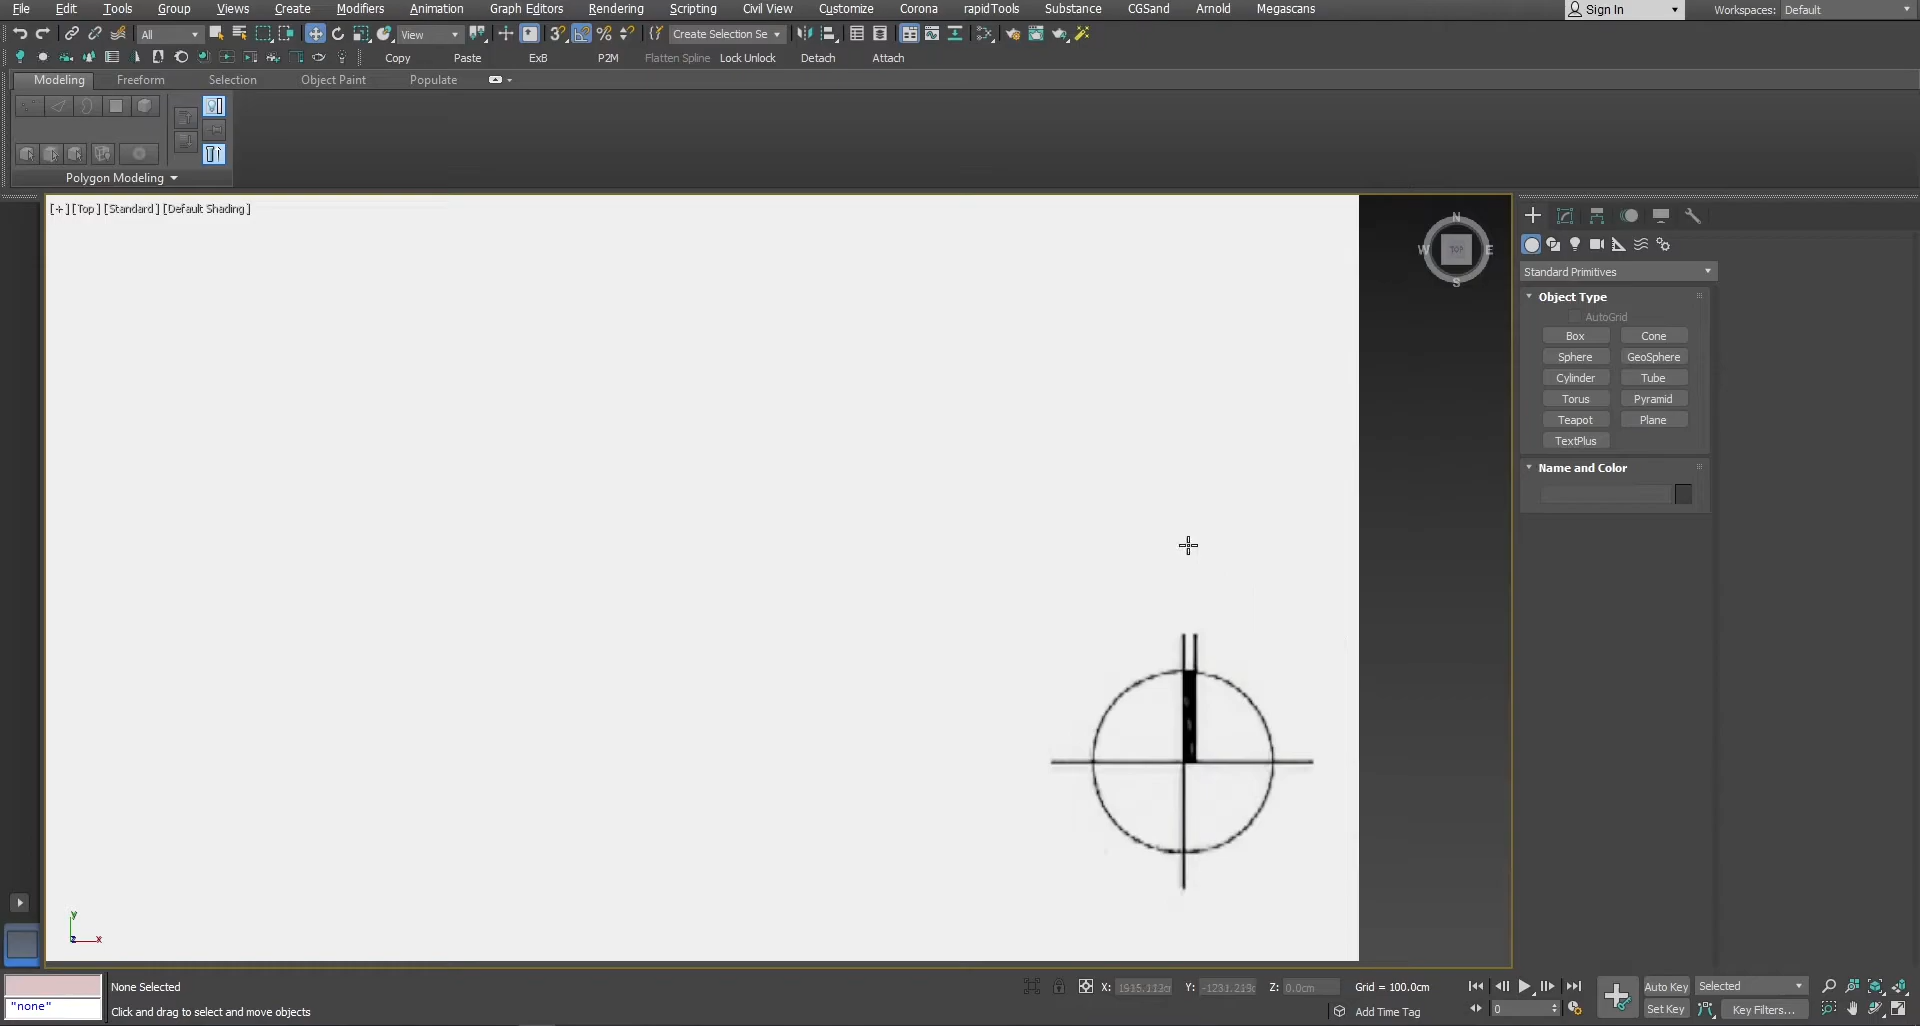 File Edit Tools Group Views Create Modifiers Animation Graph Editors Rendering Scripting Civil View Customize Corona rapidTools Substance CGSand Arnold Megascans Sign In Workspaces: Default
All View Create Selection Se
Copy Paste ExB P2M Flatten Spline Lock Unlock Detach Attach
Modeling Freeform Selection Object Paint Populate
Polygon Modeling
[+] [Top] [Standard] [Default Shading]
N
W TOP E
S
Standard Primitives
Object Type
AutoGrid
Box Cone
Sphere GeoSphere
Cylinder Tube
Torus Pyramid
Teapot Plane
TextPlus
Name and Color
y
z x
None Selected X: Y: Z: 0.0cm Grid = 100.0cm Auto Key Selected
"none" Click and drag to select and move objects Add Time Tag 0 Set Key Key Filters...